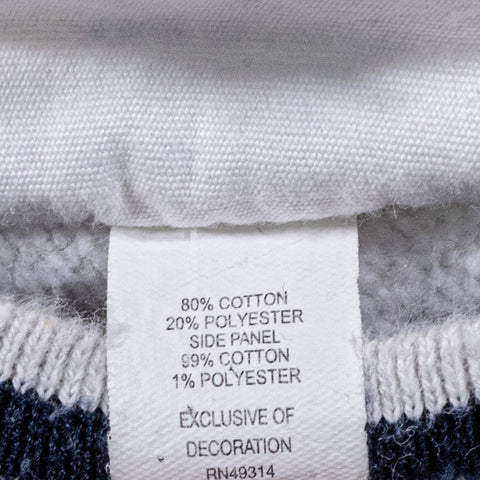 80% COTTON
20% POLYESTER
SIDE PANEL
99% COTTON
1% POLYESTER
EXCLUSIVE OF
DECORATION
RN49314